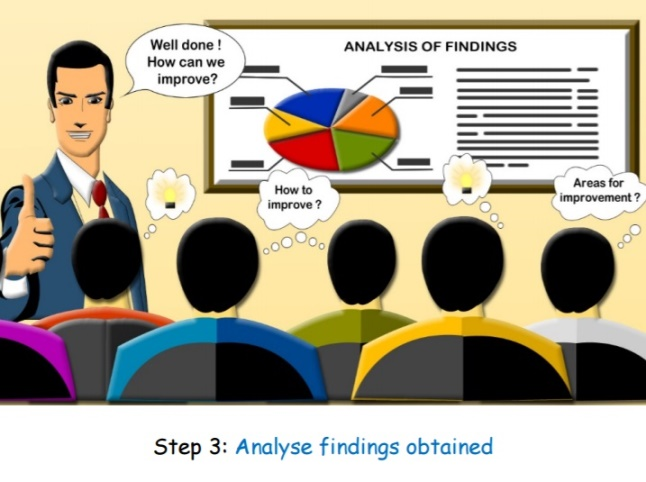 Well done !
How can we
improve?
ANALYSIS OF FINDINGS
How to
improve ?
Areas for
improvement ?
Step 3: Analyse findings obtained